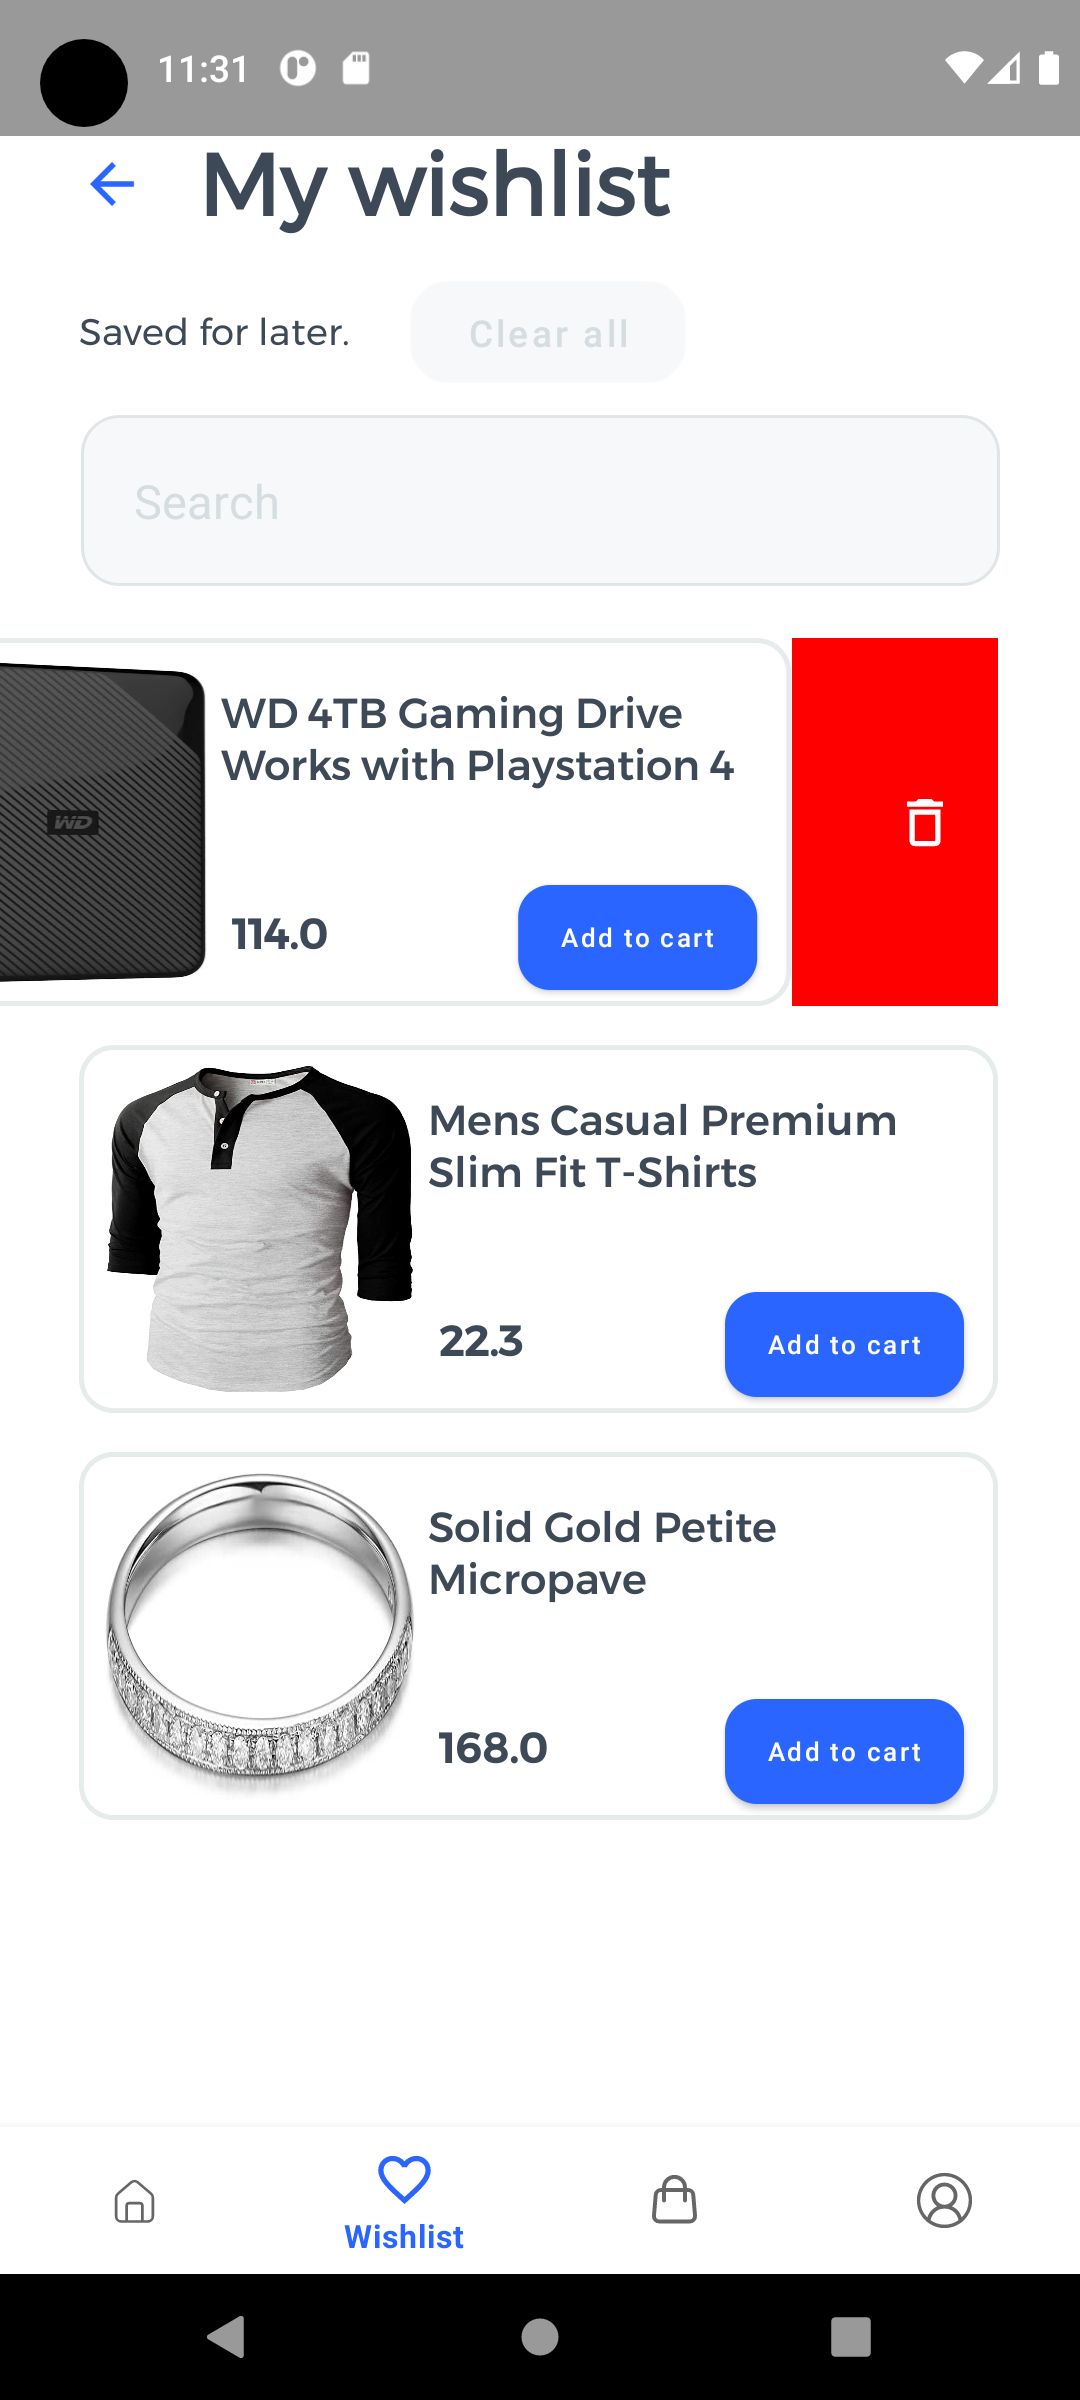 11:31
My wishlist
Saved for later.
Clear all
Search
WD 4TB Gaming Drive
Works with Playstation 4
WD
114.0
Add to cart
Mens Casual Premium
Slim Fit T-Shirts
22.3
Add to cart
Solid Gold Petite
Micropave
168.0
Add to cart
Wishlist